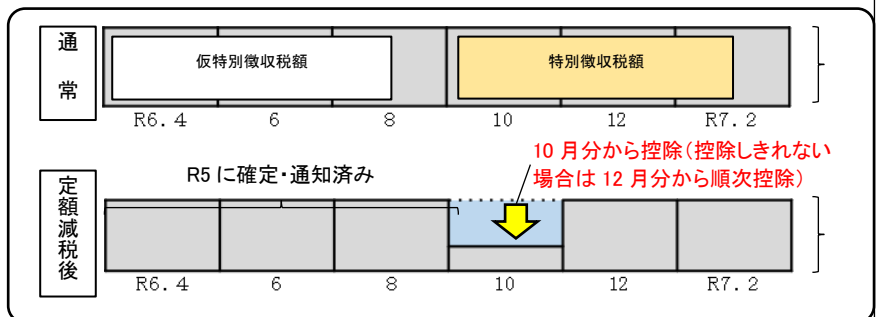 通常
仮特別徴収税額
特別徴収税額
R6.4 6 8 10 12 R7.2
10 月分から控除(控除しきれない
場合は 12 月分から順次控除)
R5 に確定・通知済み
定額減税後
R6.4 6 8 10 12 R7.2